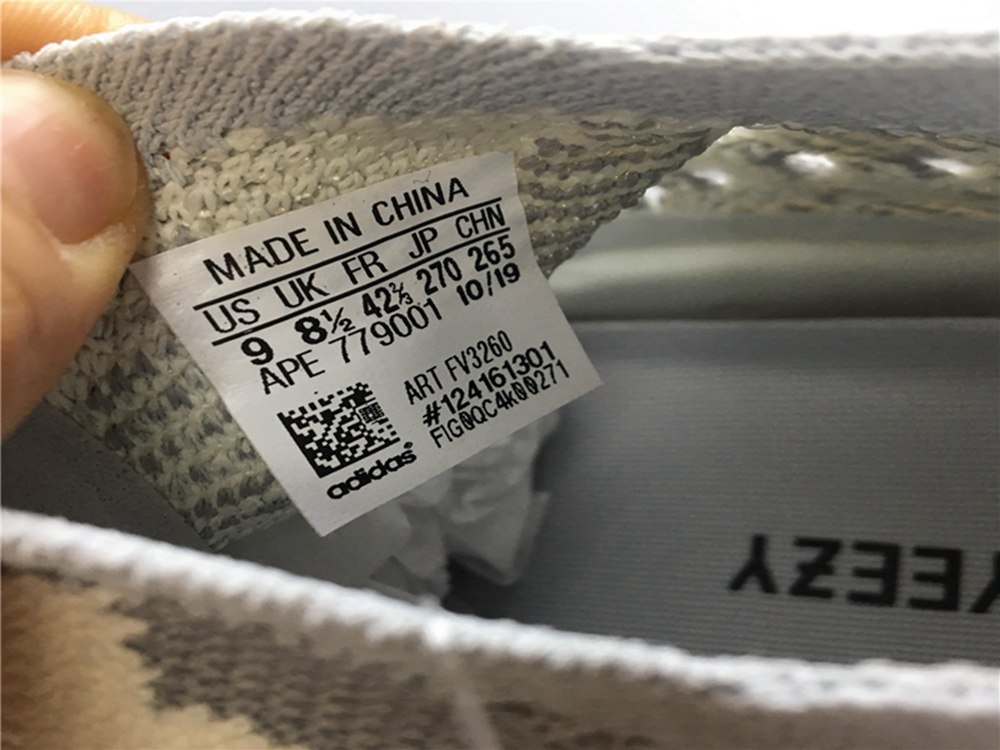 MADE IN CHINA
US UK FR JP CHN
9 8½ 42⅔ 270 265
APE 779001 10/19
ART FV3260
#124161301
FIG0QC4k00271
adidas®
YEEZY